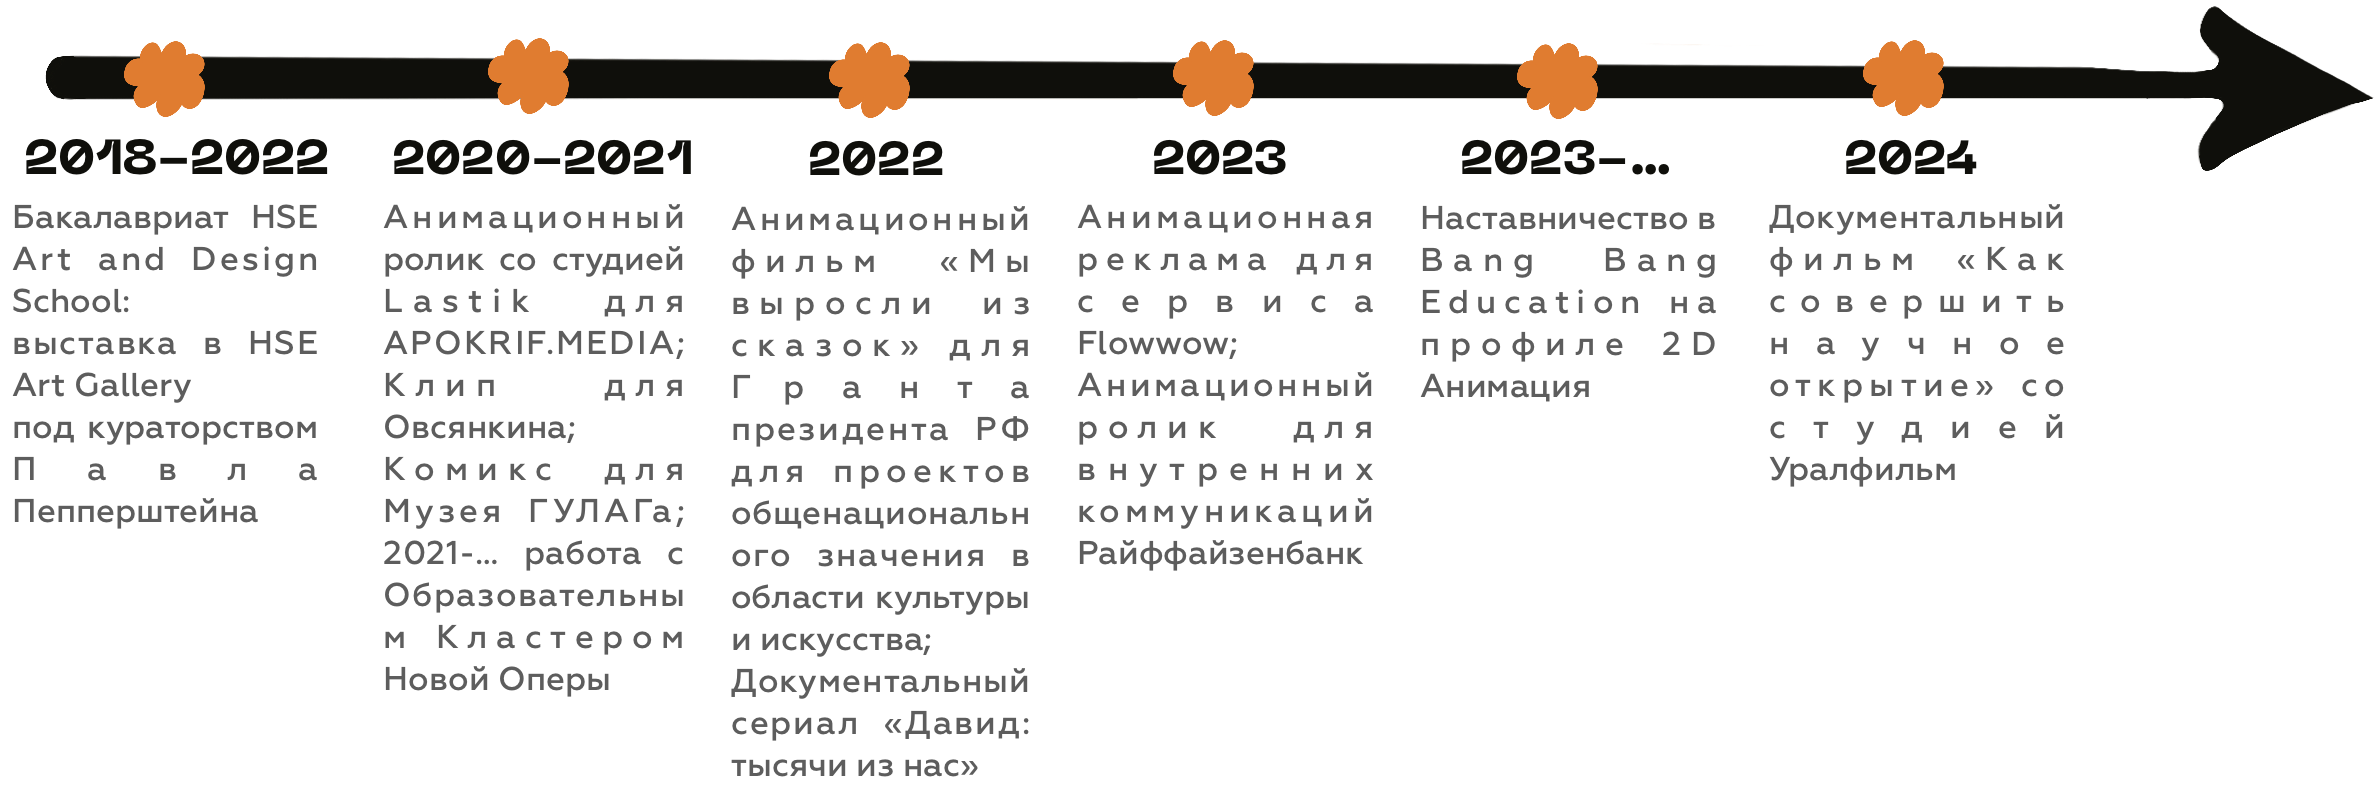 2018-2022
Бакалавриат HSE
Art and Design
School:
выставка в HSE
Art Gallery
под кураторством
Павла
Пепперштейна
2020-2021
Анимационный
ролик со студией
Lastik для
APOKRIF.MEDIA;
Клип для
Овсянкина;
Комикс для
Музея ГУЛАГа;
2021-... работа с
Образовательны
м Кластером
Новой Оперы
2022
Анимационный
фильм «Мы
выросли из
сказок» для
Гранта
президента РФ
для проектов
общенациональн
ого значения в
области культуры
и искусства;
Документальный
сериал «Давид:
тысячи из нас»
2023
Анимационная
реклама для
сервиса
Flowwow;
Анимационный
ролик для
внутренних
коммуникаций
Райффайзенбанк
2023-...
Наставничество в
Bang Bang
Education на
профиле 2D
Анимация
2024
Документальный
фильм «Как
совершить
научное
открытие» со
студией
Уралфильм